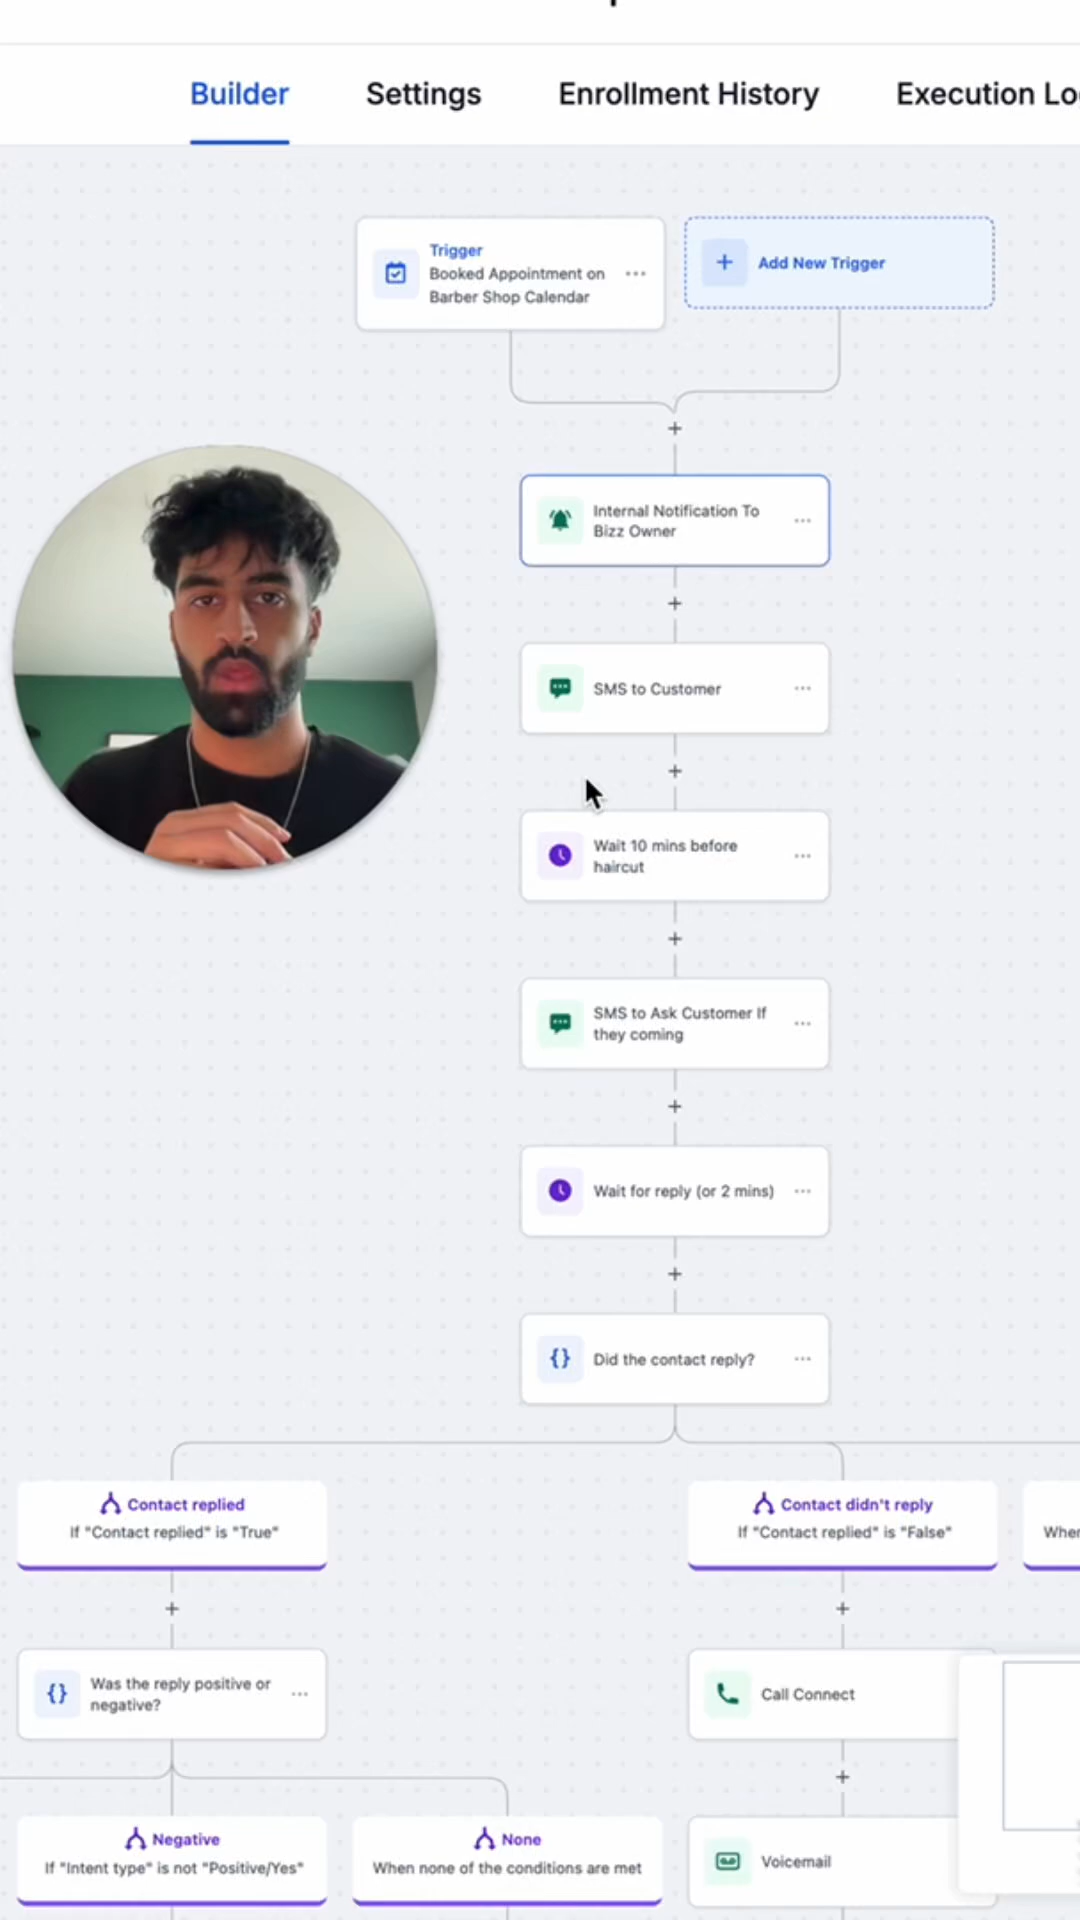 Builder
Settings
Enrollment History
Execution Lo
Trigger
Booked Appointment on
Barber Shop Calendar
Add New Trigger
Internal Notification To
Bizz Owner
SMS to Customer
Wait 10 mins before
haircut
SMS to Ask Customer If
they coming
Wait for reply (or 2 mins)
Did the contact reply?
Contact replied
If "Contact replied" is "True"
Contact didn't reply
If "Contact replied" is "False"
Was the reply positive or
negative?
Call Connect
Negative
If "Intent type" is not "Positive/Yes"
None
When none of the conditions are met
Voicemail